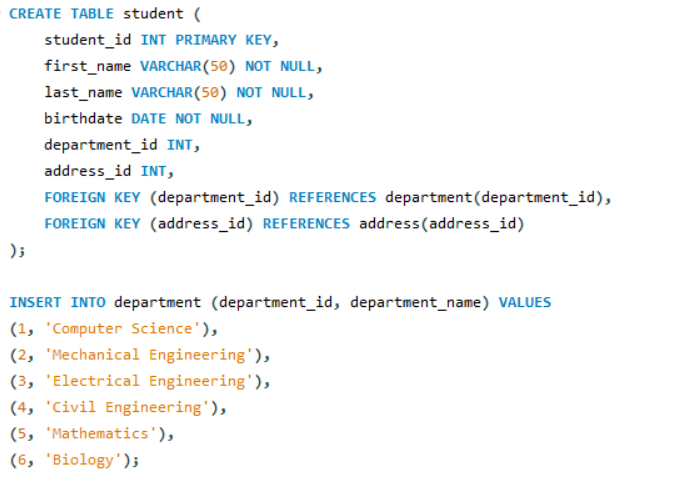 CREATE TABLE student (
    student_id INT PRIMARY KEY,
    first_name VARCHAR(50) NOT NULL,
    last_name VARCHAR(50) NOT NULL,
    birthdate DATE NOT NULL,
    department_id INT,
    address_id INT,
    FOREIGN KEY (department_id) REFERENCES department(department_id),
    FOREIGN KEY (address_id) REFERENCES address(address_id)
);

INSERT INTO department (department_id, department_name) VALUES
(1, 'Computer Science'),
(2, 'Mechanical Engineering'),
(3, 'Electrical Engineering'),
(4, 'Civil Engineering'),
(5, 'Mathematics'),
(6, 'Biology');